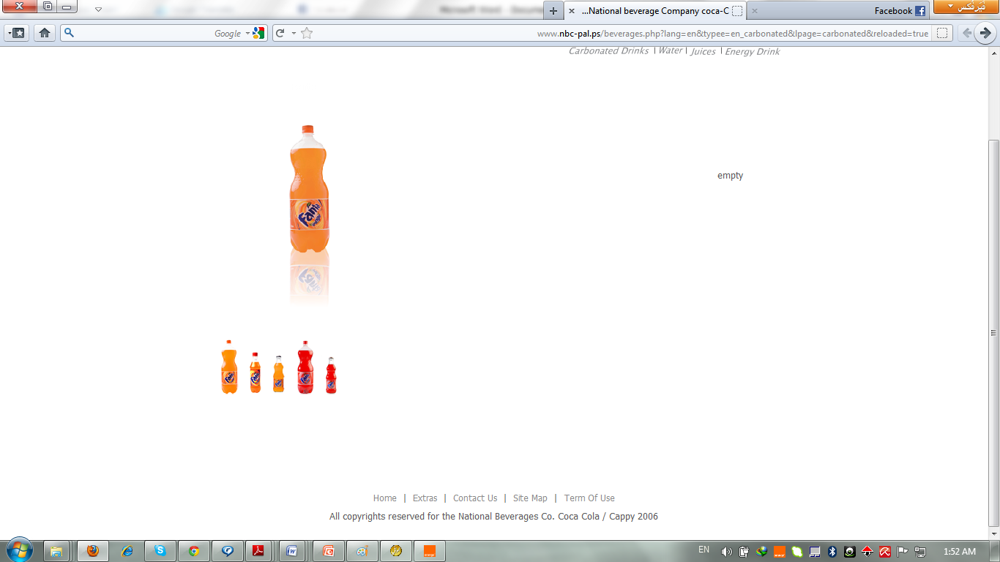 ...National beverage Company coca-C
Facebook
فَيَرفُكس
Google
www.nbc-pal.ps/beverages.php?lang=en&typee=en_carbonated&lpage=carbonated&reloaded=true
Carbonated Drinks | Water | Juices | Energy Drink
empty
Fanta
Fanta
Fanta
Home | Extras | Contact Us | Site Map | Term Of Use
All copyrights reserved for the National Beverages Co. Coca Cola / Cappy 2006
EN
1:52 AM